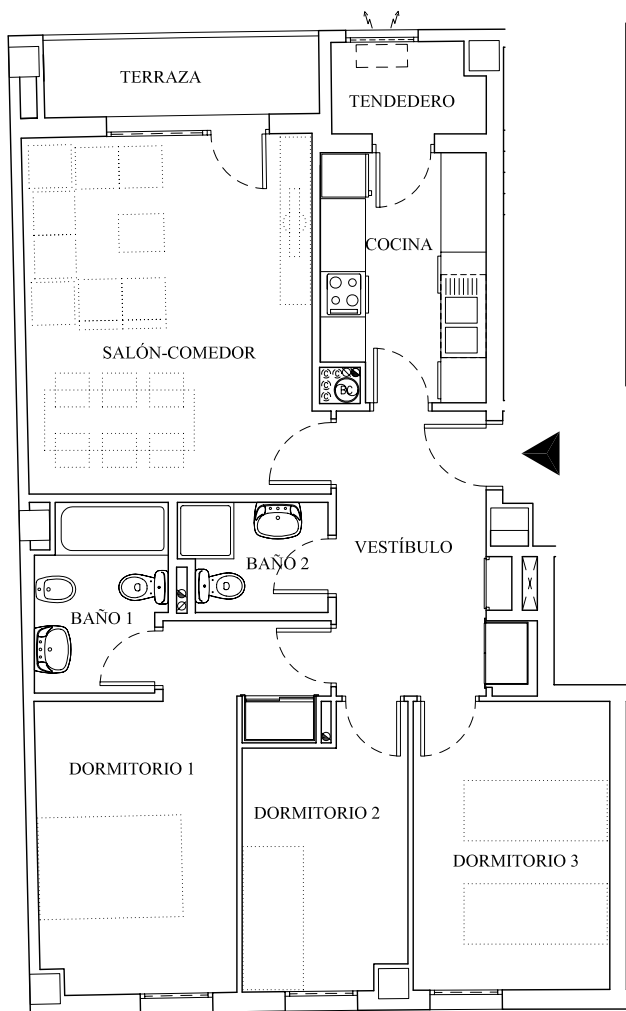 TERRAZA
TENDEDERO
COCINA
SALÓN-COMEDOR
BC
VESTÍBULO
BAÑO 2
BAÑO 1
DORMITORIO 1
DORMITORIO 2
DORMITORIO 3